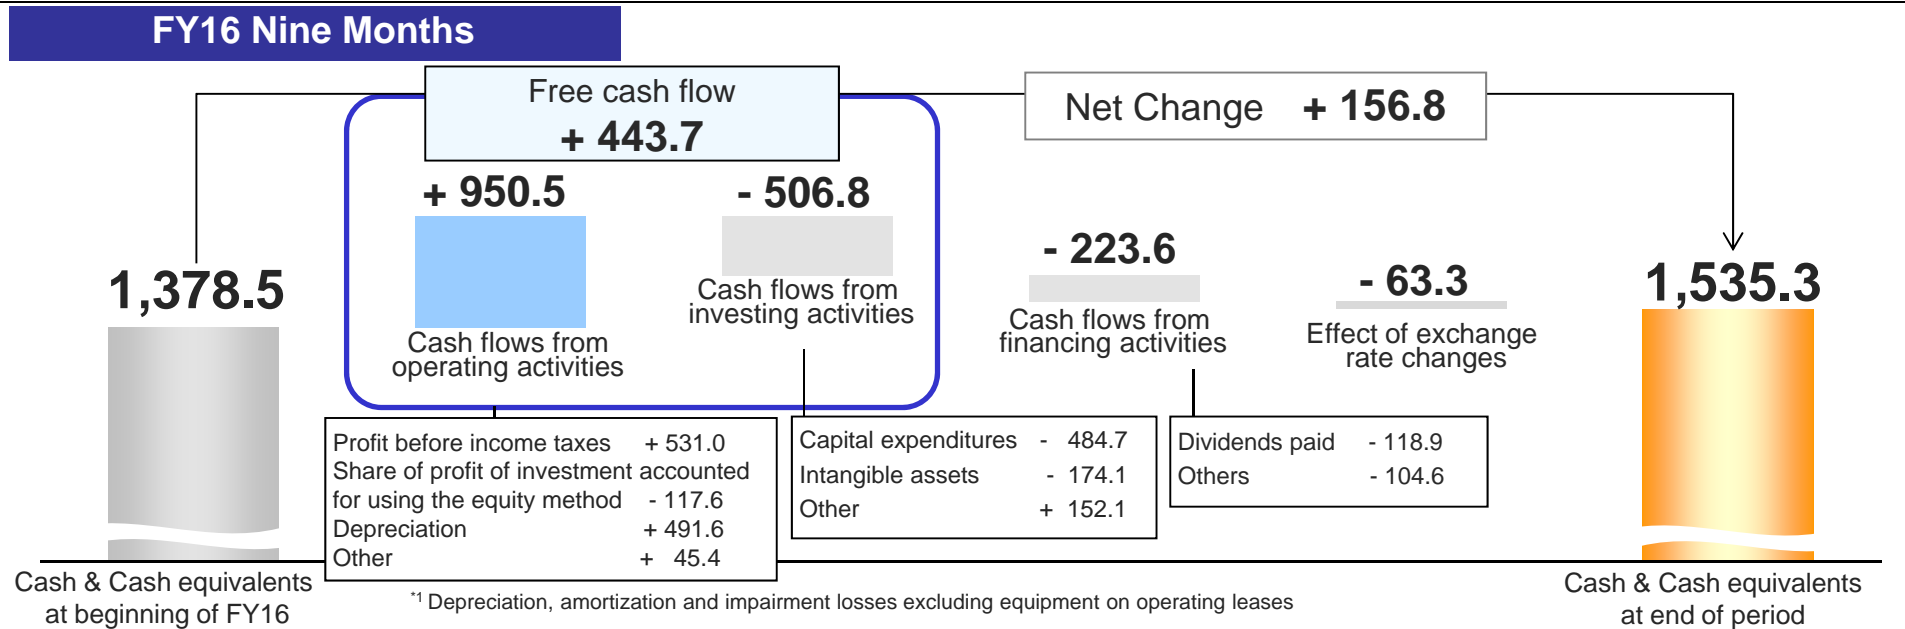 FY16 Nine Months
Free cash flow
+ 443.7
Net Change + 156.8
+ 950.5
- 506.8
- 223.6
- 63.3
1,378.5
1,535.3
Cash flows from
operating activities
Cash flows from
investing activities
Cash flows from
financing activities
Effect of exchange
rate changes
Profit before income taxes + 531.0
Share of profit of investment accounted
for using the equity method - 117.6
Depreciation + 491.6
Other + 45.4
Capital expenditures - 484.7
Intangible assets - 174.1
Other + 152.1
Dividends paid - 118.9
Others - 104.6
Cash & Cash equivalents
at beginning of FY16
Cash & Cash equivalents
at end of period
*1 Depreciation, amortization and impairment losses excluding equipment on operating leases